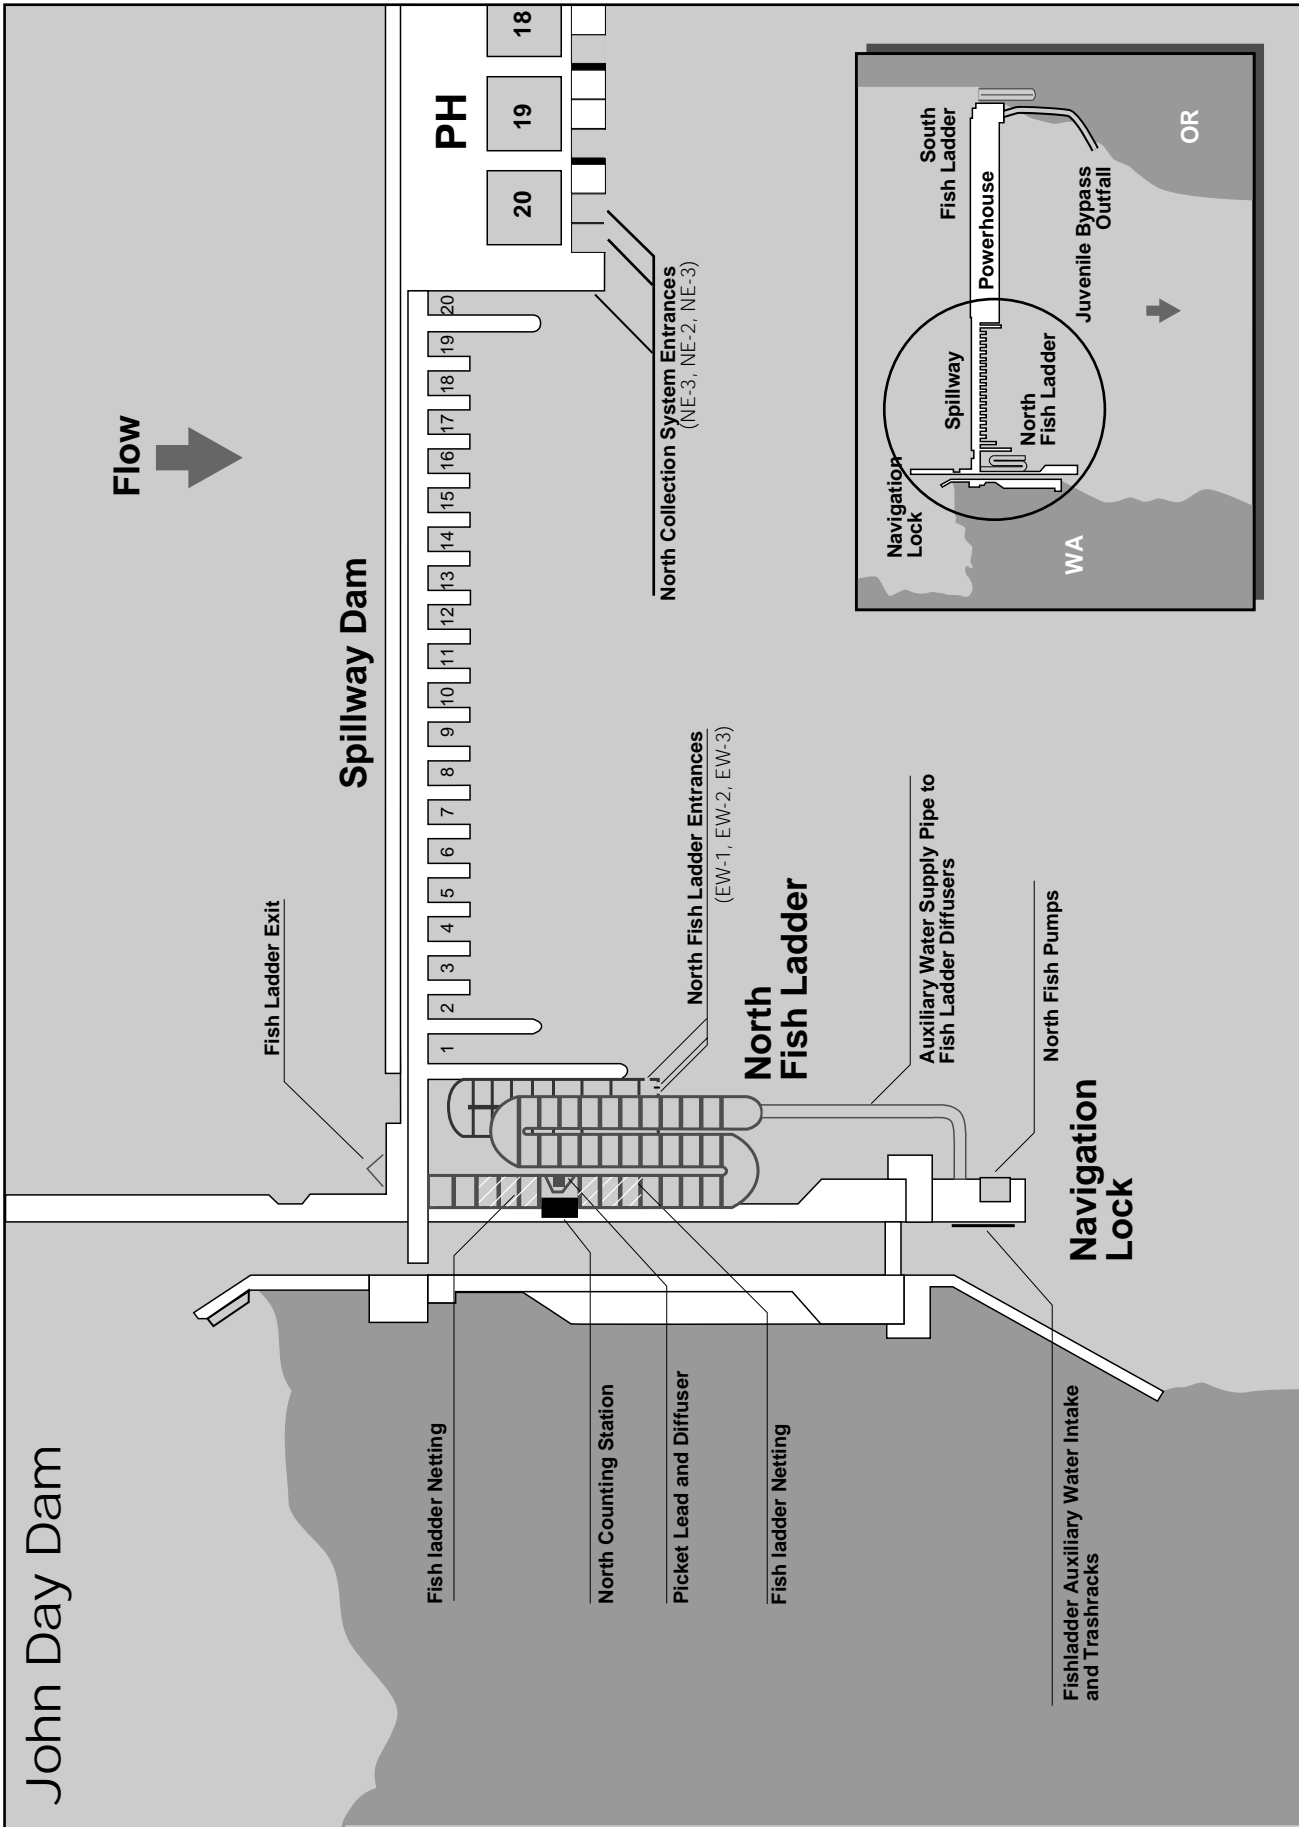 John Day Dam
Flow
Spillway Dam
PH
18
19
20
Fish Ladder Exit
1
2
3
4
5
6
7
8
9
10
11
12
13
14
15
16
17
18
19
20
North Collection System Entrances
(NE-3, NE-2, NE-3)
North Fish Ladder Entrances
(EW-1, EW-2, EW-3)
North
Fish Ladder
Auxiliary Water Supply Pipe to
Fish Ladder Diffusers
North Fish Pumps
Navigation
Lock
Fish ladder Netting
North Counting Station
Picket Lead and Diffuser
Fish ladder Netting
Fishladder Auxiliary Water Intake
and Trashracks
Navigation
Lock
Spillway
South
Fish Ladder
Powerhouse
North
Fish Ladder
Juvenile Bypass
Outfall
WA
OR